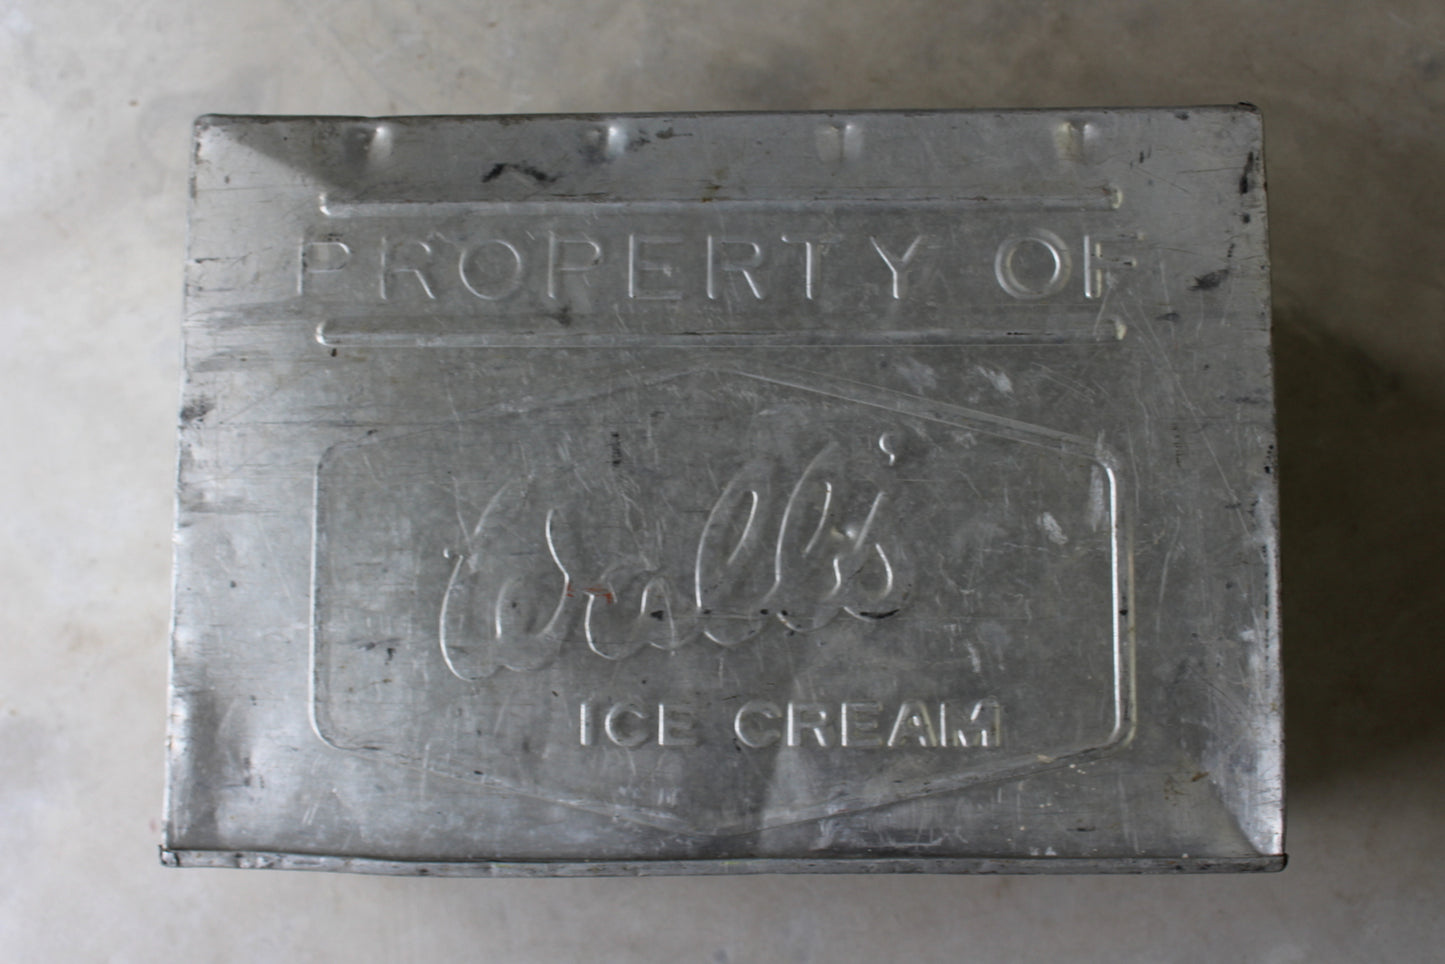 PROPERTY OF
Wall's
ICE CREAM